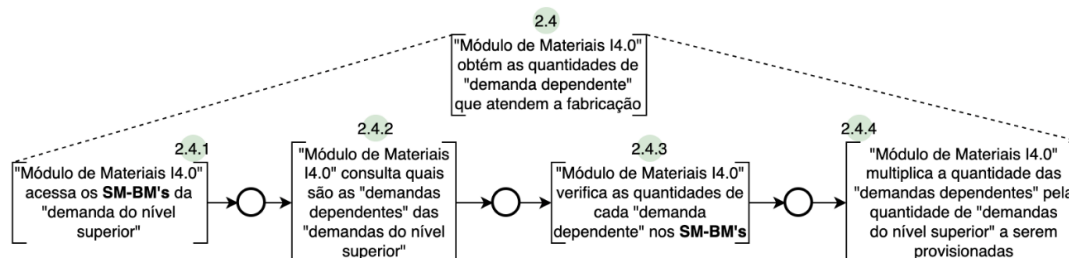 2.4
"Módulo de Materiais I4.0"
obtém as quantidades de
"demanda dependente"
que atendem a fabricação
2.4.1
"Módulo de Materiais I4.0"
acessa os SM-BM's da
"demanda do nível
superior"
2.4.2
"Módulo de Materiais
I4.0" consulta quais
são as "demandas
dependentes" das
"demandas do nível
superior"
2.4.3
"Módulo de Materiais I4.0"
verifica as quantidades de
cada "demanda
dependente" nos SM-BM's
2.4.4
"Módulo de Materiais I4.0"
multiplica a quantidade das
"demandas dependentes" pela
quantidade de "demandas
do nível superior" a serem
provisionadas